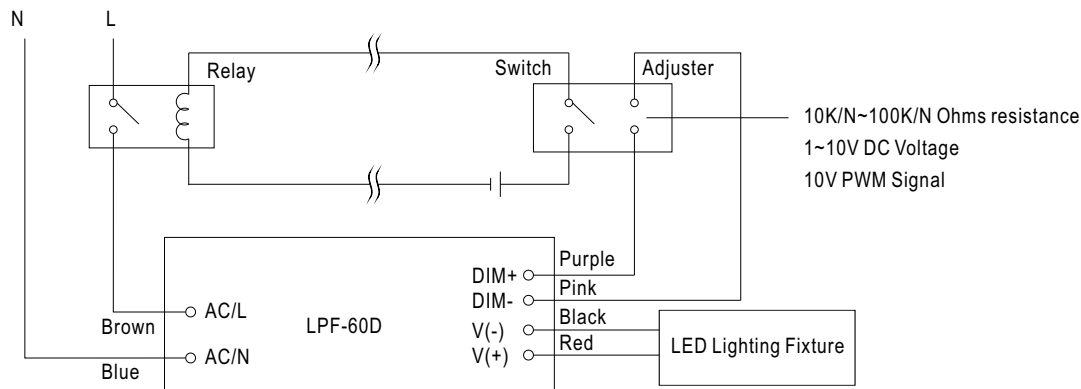 N
L
Relay
Switch
Adjuster
10K/N~100K/N Ohms resistance
1~10V DC Voltage
10V PWM Signal
Purple
DIM+
Pink
DIM-
AC/L
Black
Brown
LPF-60D
V(-)
LED Lighting Fixture
Red
V(+)
AC/N
Blue